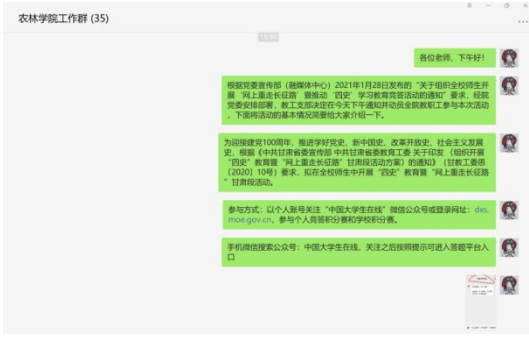 农林学院工作群 (35)
15:30
各位老师,下午好!
根据党委宣传部(融媒体中心)2021年1月28日发布的“关于组织全校师生开
展‘网上重走长征路’暨推动‘四史’学习教育竞答活动的通知”要求,经院
党委安排部署,教工支部决定在今天下午通知并动员全院教职工参与本次活动
,下面将活动的基本情况简要给大家介绍一下。
为迎接建党100周年,推进学好党史、新中国史、改革开放史、社会主义发展
史,根据《中共甘肃省委宣传部 中共甘肃省委教育工委 关于印发 〈组织开展
“四史”教育暨“网上重走长征路”甘肃段活动方案〉的通知》(甘教工委思
〔2020〕10号)要求,拟在全校师生中开展“四史”教育暨“网上重走长征路
”甘肃段活动。
参与方式:以个人账号关注“中国大学生在线”微信公众号或登录网址:dxs.
moe.gov.cn,参与个人竞答积分赛和学校积分赛。
手机微信搜索公众号:中国大学生在线,关注之后按照提示可进入答题平台入
口